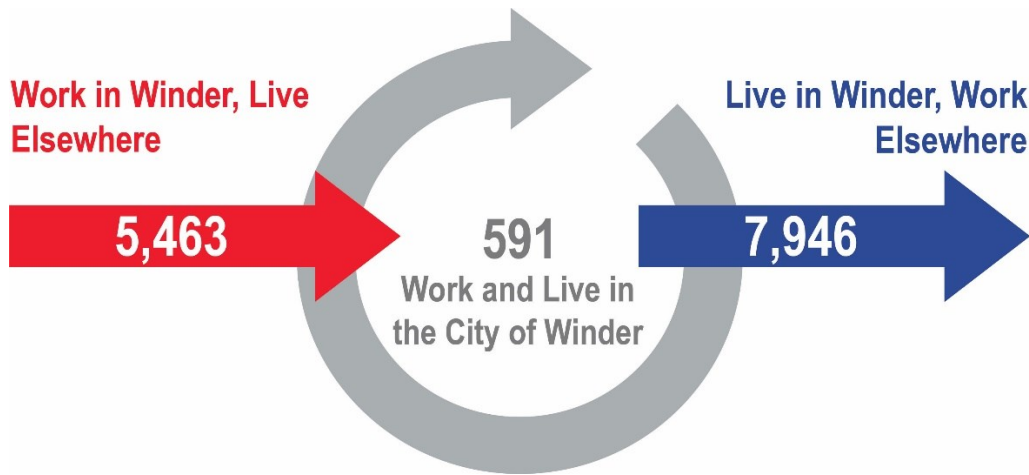 Work in Winder, Live
Elsewhere
5,463
591
Work and Live in
the City of Winder
Live in Winder, Work
Elsewhere
7,946